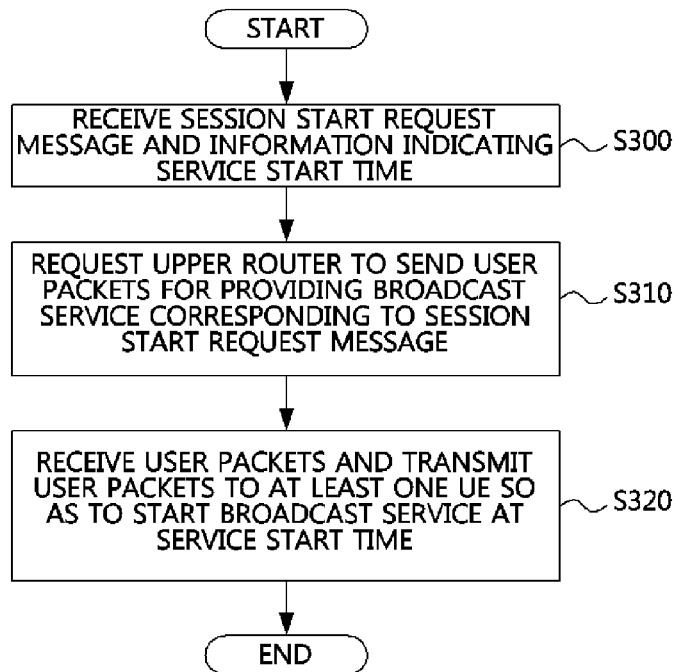 START
RECEIVE SESSION START REQUEST
MESSAGE AND INFORMATION INDICATING
SERVICE START TIME
S300
REQUEST UPPER ROUTER TO SEND USER
PACKETS FOR PROVIDING BROADCAST
SERVICE CORRESPONDING TO SESSION
START REQUEST MESSAGE
S310
RECEIVE USER PACKETS AND TRANSMIT
USER PACKETS TO AT LEAST ONE UE SO
AS TO START BROADCAST SERVICE AT
SERVICE START TIME
S320
END